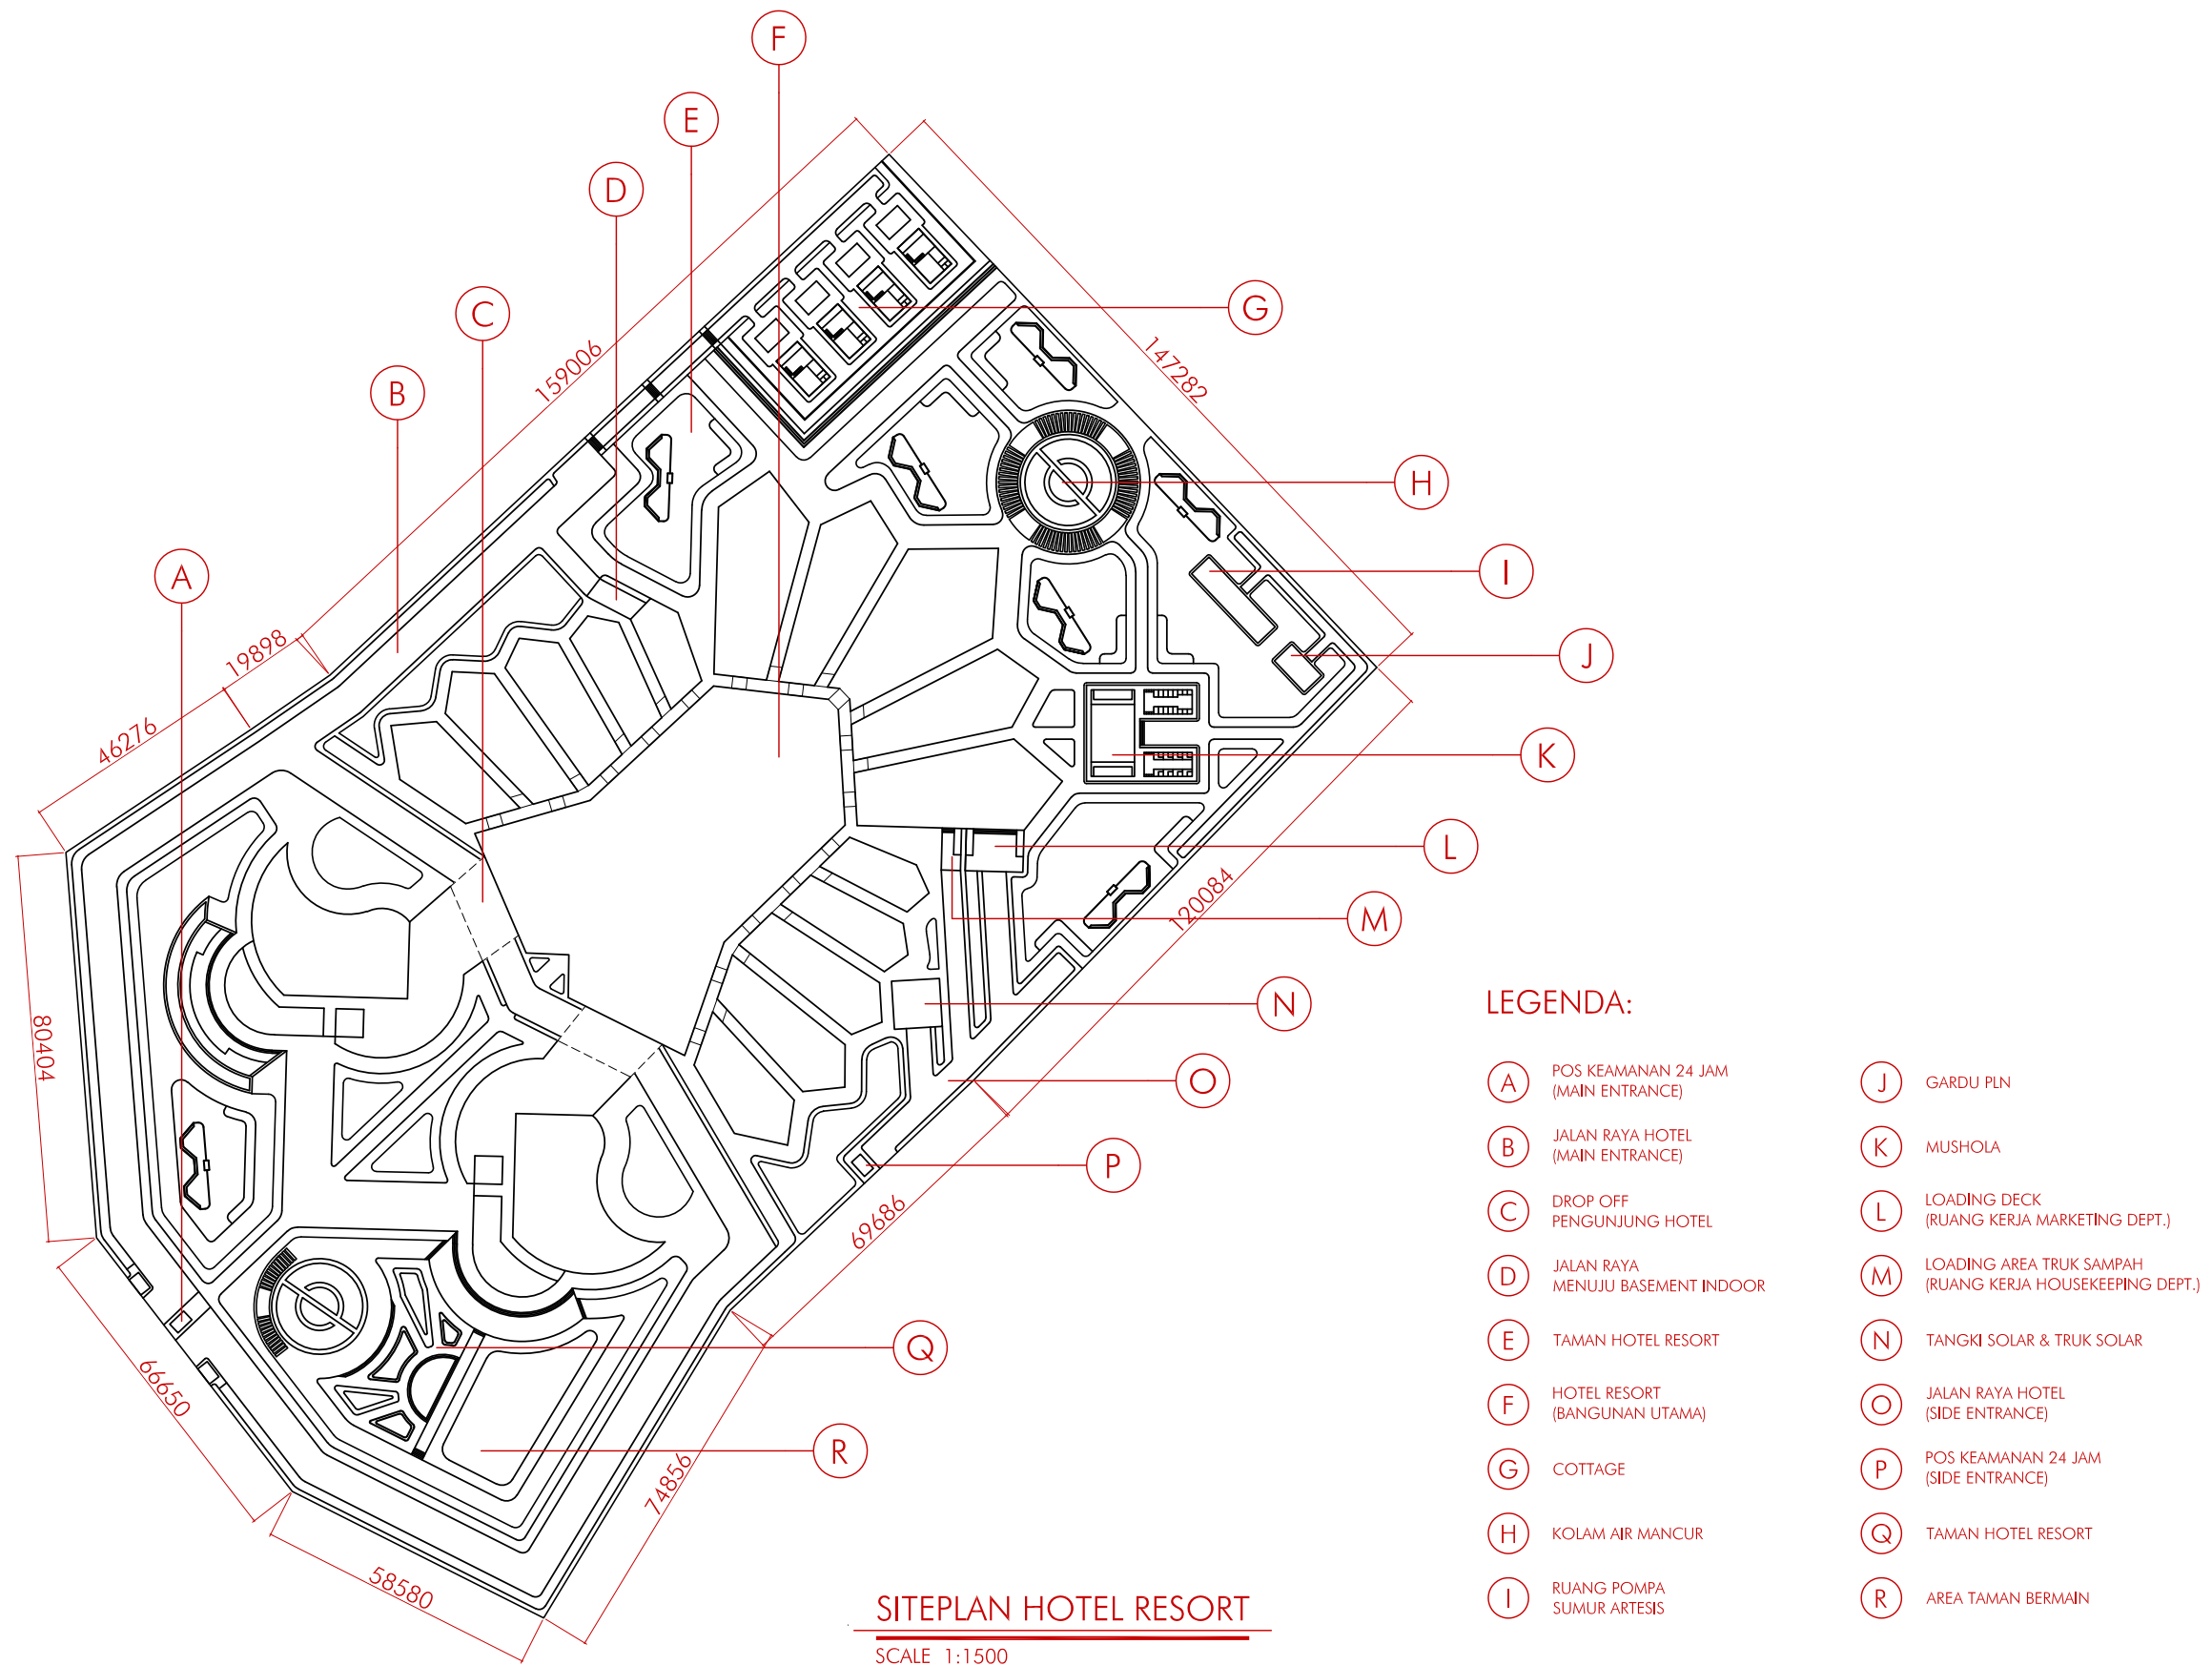 F
E
D
C
B
A
G
H
I
J
K
L
M
N
O
P
Q
R
159006
147282
19898
46276
80404
120084
69686
66650
74856
58580
SITEPLAN HOTEL RESORT
SCALE 1:1500
LEGENDA:
A POS KEAMANAN 24 JAM
(MAIN ENTRANCE)
B JALAN RAYA HOTEL
(MAIN ENTRANCE)
C DROP OFF
PENGUNJUNG HOTEL
D JALAN RAYA
MENUJU BASEMENT INDOOR
E TAMAN HOTEL RESORT
F HOTEL RESORT
(BANGUNAN UTAMA)
G COTTAGE
H KOLAM AIR MANCUR
I RUANG POMPA
SUMUR ARTESIS
J GARDU PLN
K MUSHOLA
L LOADING DECK
(RUANG KERJA MARKETING DEPT.)
M LOADING AREA TRUK SAMPAH
(RUANG KERJA HOUSEKEEPING DEPT.)
N TANGKI SOLAR & TRUK SOLAR
O JALAN RAYA HOTEL
(SIDE ENTRANCE)
P POS KEAMANAN 24 JAM
(SIDE ENTRANCE)
Q TAMAN HOTEL RESORT
R AREA TAMAN BERMAIN